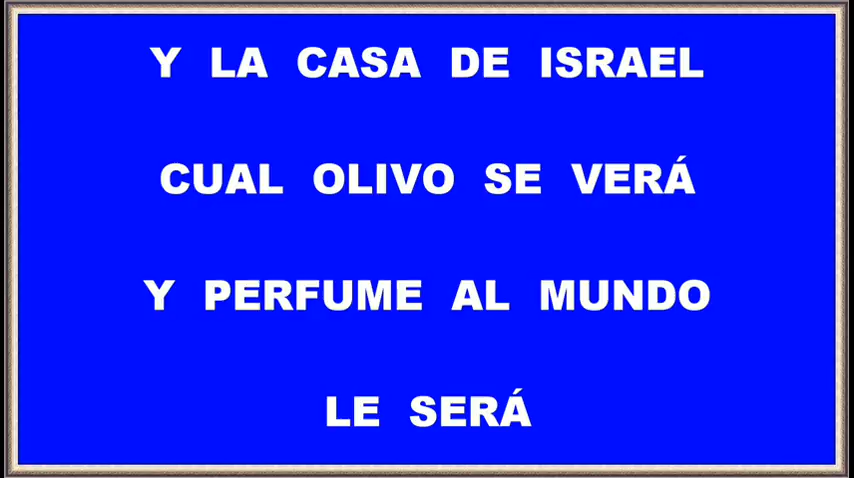 Y LA CASA DE ISRAEL
CUAL OLIVO SE VERÁ
Y PERFUME AL MUNDO
LE SERÁ